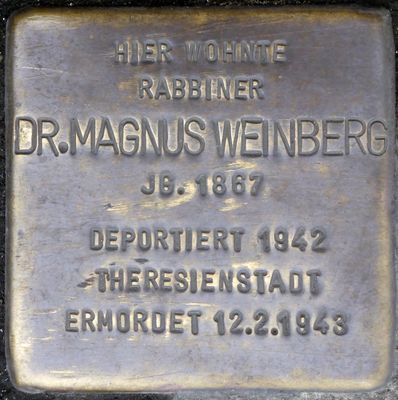 HIER WOHNTE
RABBINER
DR.MAGNUS WEINBERG
JG. 1867
DEPORTIERT 1942
THERESIENSTADT
ERMORDET 12.2.1943